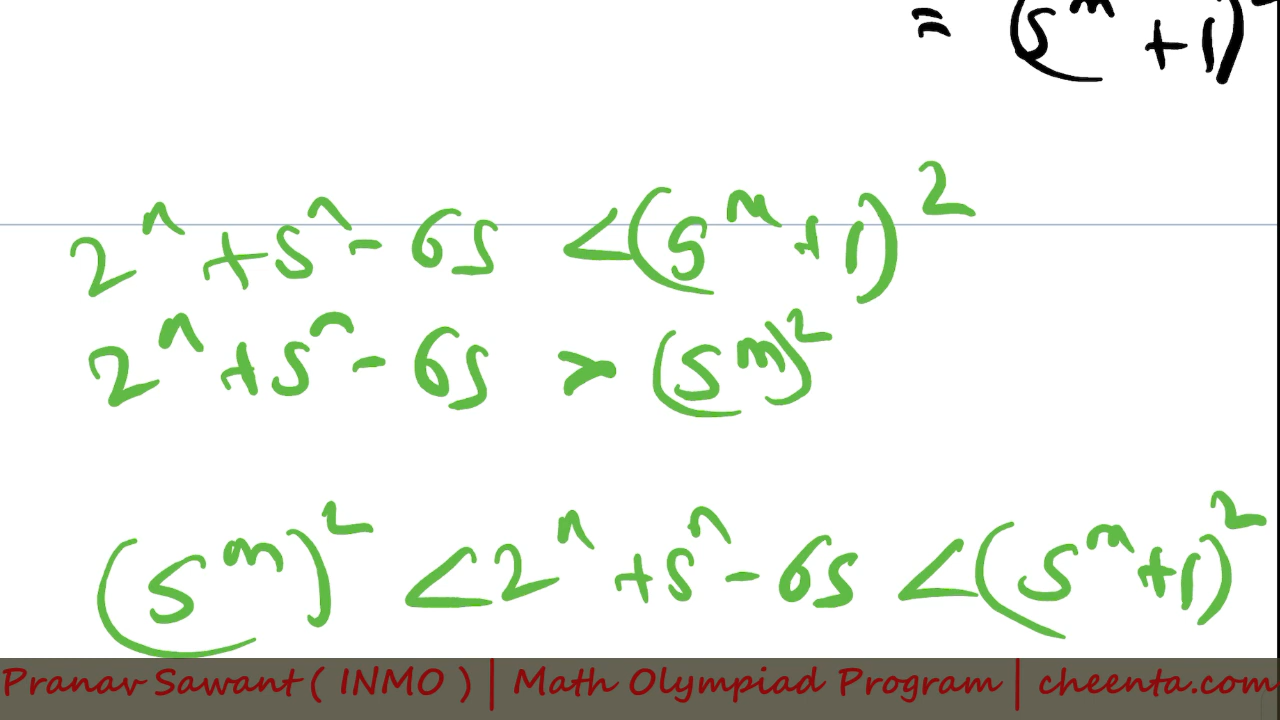 = (5^m + 1)^2
2^n + 5^n - 65 < (5^m + 1)^2
2^n + 5^n - 65 > (5^m)^2
(5^m)^2 < 2^n + 5^n - 65 < (5^m + 1)^2
Pranav Sawant ( INMO ) | Math Olympiad Program | cheenta.com